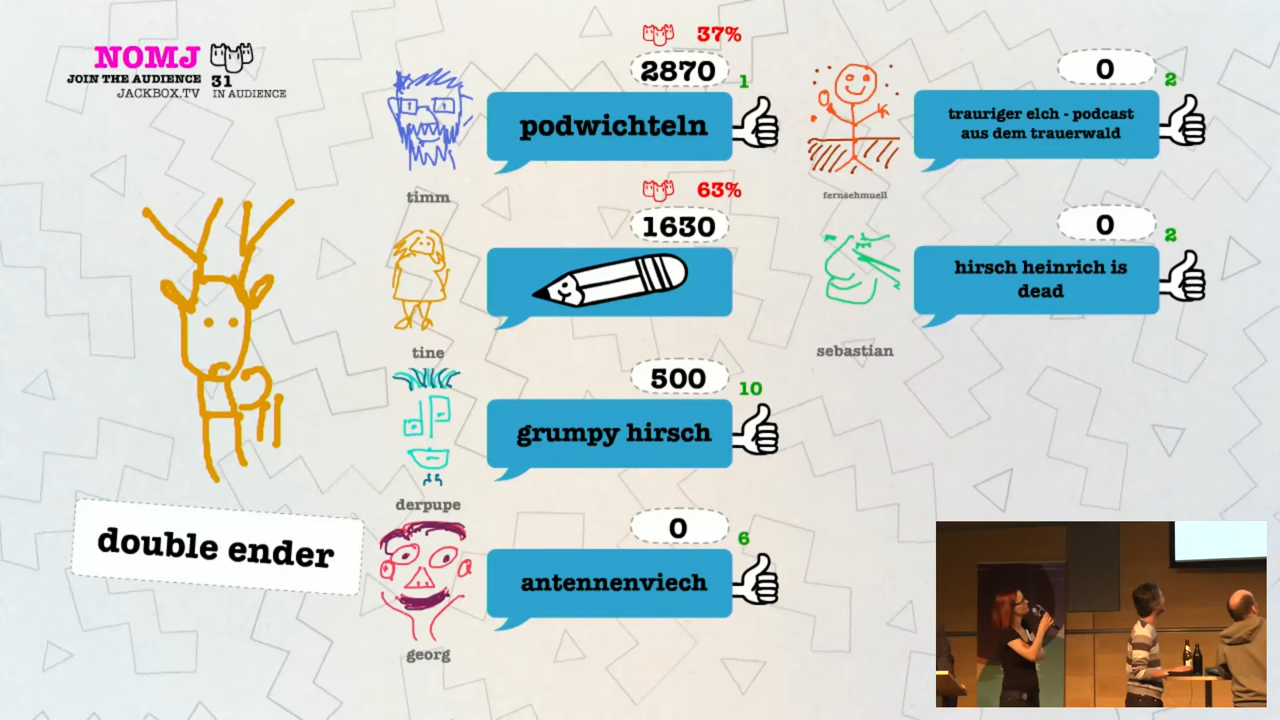 NOMJ
JOIN THE AUDIENCE
JACKBOX.TV
31
IN AUDIENCE
double ender
37%
2870
1
podwichteln
timm
63%
1630
tine
500
10
grumpy hirsch
derpupe
0
6
antennenviech
georg
0
2
trauriger elch - podcast
aus dem trauerwald
fernsehmuell
0
2
hirsch heinrich is
dead
sebastian